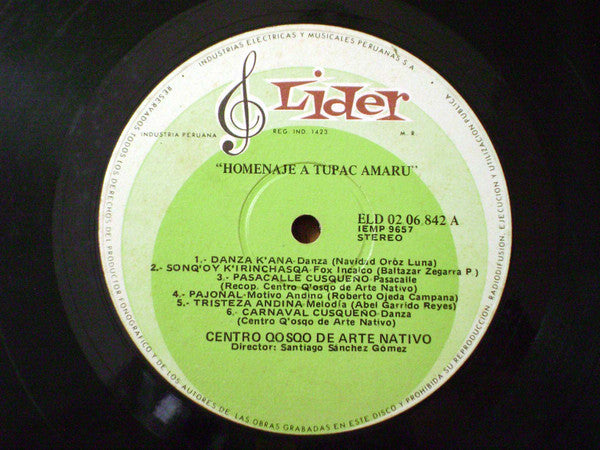 INDUSTRIAS ELECTRICAS Y MUSICALES PERUANAS S A
Lider
INDUSTRIA PERUANA
REG. IND. 1423
M. R.
"HOMENAJE A TUPAC AMARU"
ELD 02 06 842 A
IEMP 9657
STEREO
1.- DANZA K'ANA-Danza (Navidad Oróz Luna)
2.- SONQ'OY K'IRINCHASQA-Fox Incaico (Baltazar Zegarra P.)
3.- PASACALLE CUSQUEÑO-Pasacalle
(Recop. Centro Q'osqo de Arte Nativo)
4.- PAJONAL-Motivo Andino (Roberto Ojeda Campana)
5.- TRISTEZA ANDINA-Melodía (Abel Garrido Reyes)
6.- CARNAVAL CUSQUEÑO-Danza
(Centro Q'osqo de Arte Nativo)
CENTRO QOSQO DE ARTE NATIVO
Director: Santiago Sánchez Gómez
RESERVADOS TODOS LOS DERECHOS DEL PRODUCTOR FONOGRAFICO Y DE LOS AUTORES DE LAS OBRAS GRABADAS EN ESTE DISCO Y PROHIBIDA SU REPRODUCCION, RADIODIFUSION, EJECUCION Y UTILIZACION PUBLICA